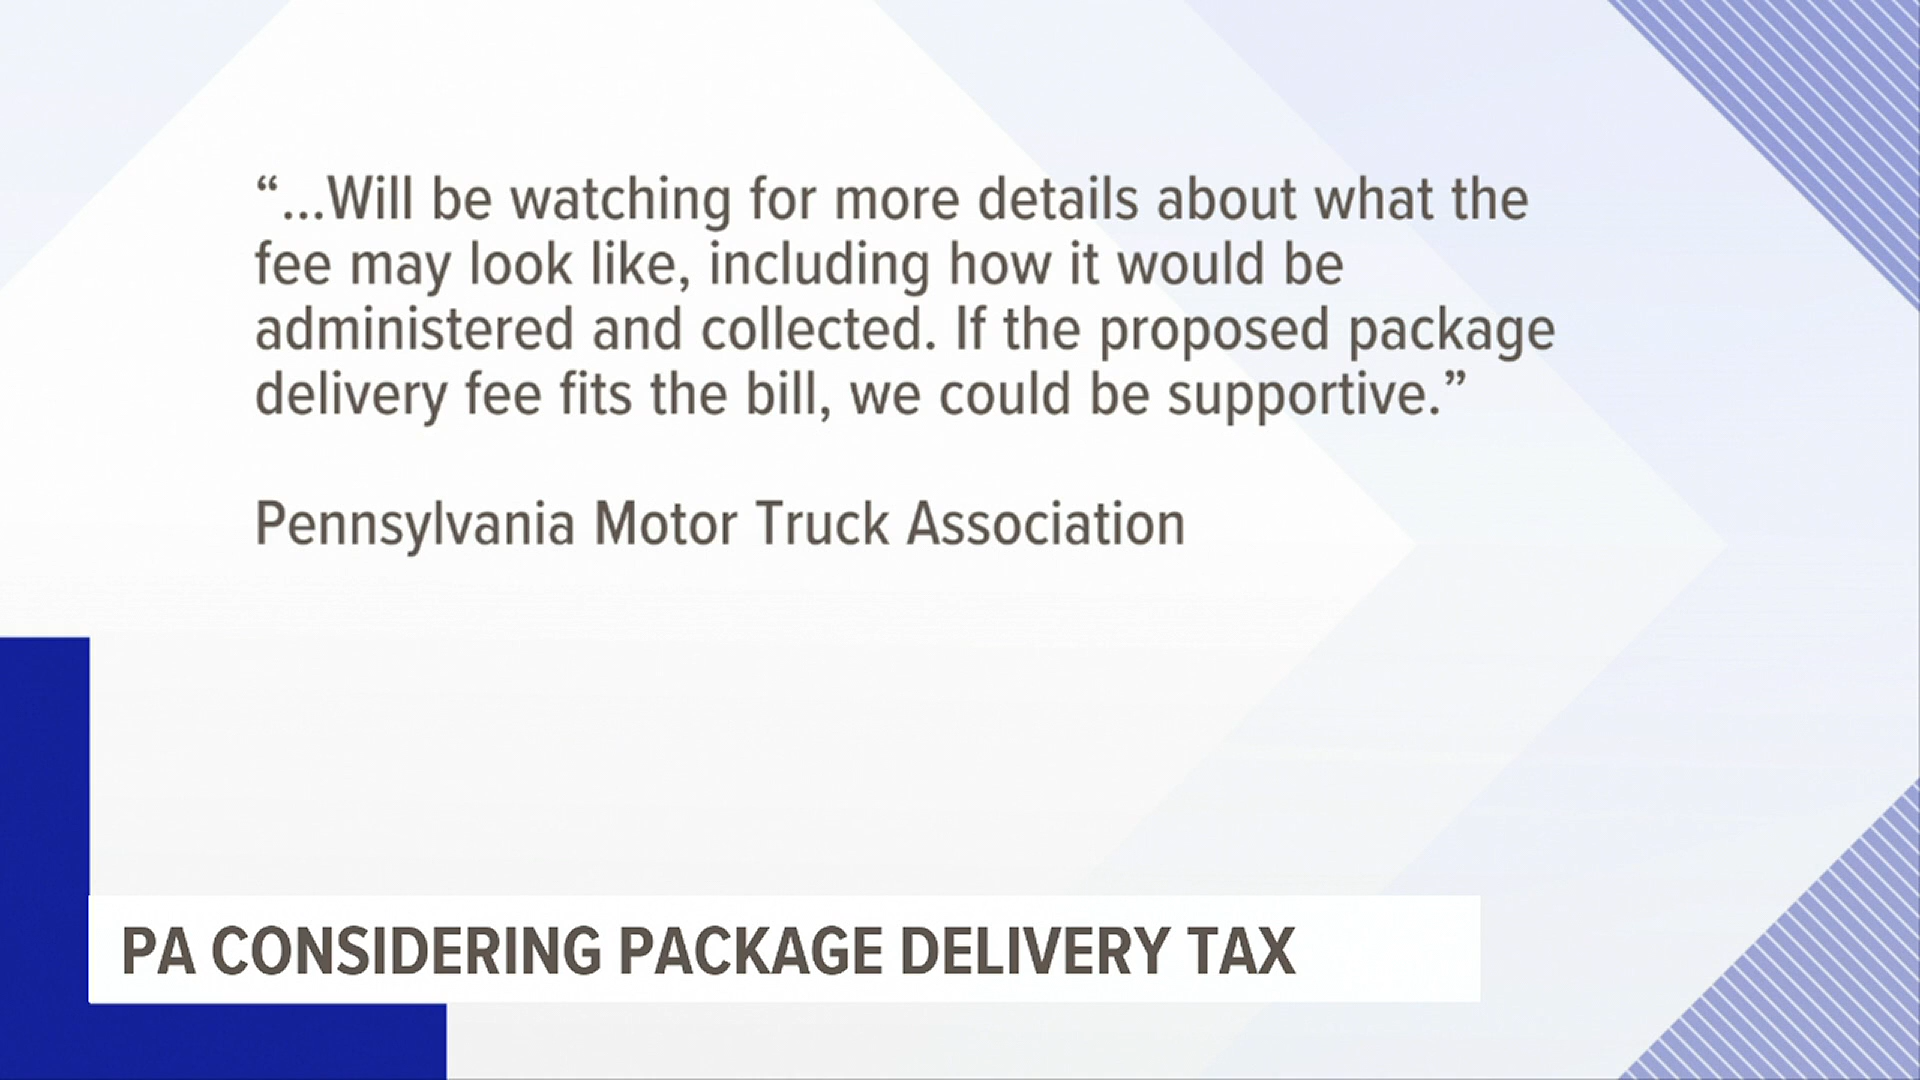 “...Will be watching for more details about what the
fee may look like, including how it would be
administered and collected. If the proposed package
delivery fee fits the bill, we could be supportive.”
Pennsylvania Motor Truck Association
PA CONSIDERING PACKAGE DELIVERY TAX